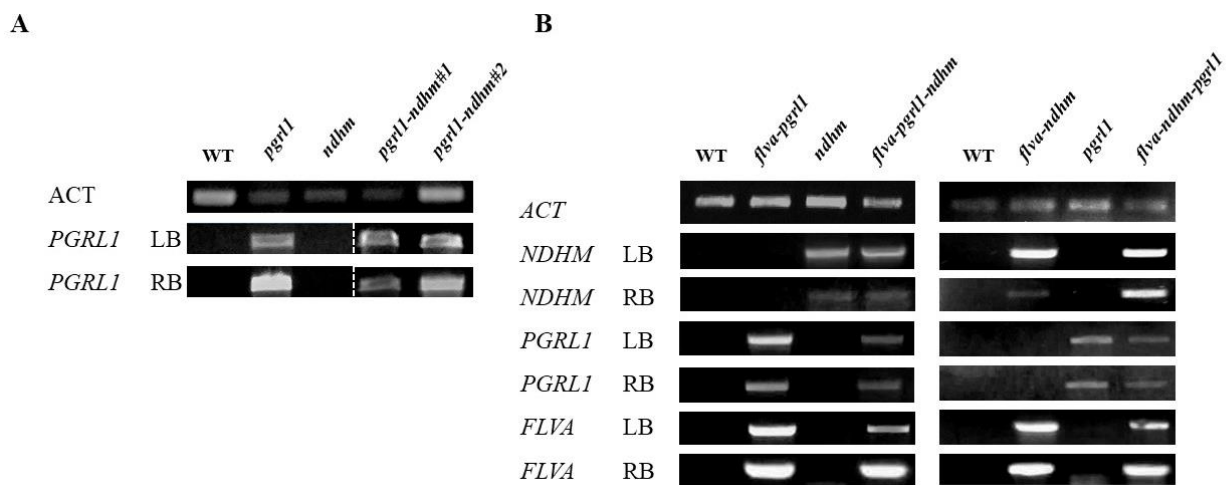 A
B
WT pgrl1 ndhm pgrl1-ndhm#1 pgrl1-ndhm#2
ACT
PGRL1 LB
PGRL1 RB
WT flva-pgrl1 ndhm flva-pgrl1-ndhm WT flva-ndhm pgrl1 flva-ndhm-pgrl1
ACT
NDHM LB
NDHM RB
PGRL1 LB
PGRL1 RB
FLVA LB
FLVA RB